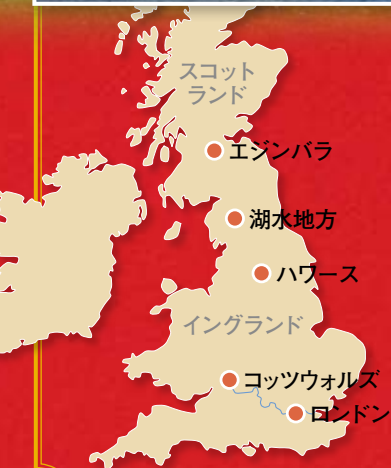 スコット
ランド
エジンバラ
湖水地方
ハワース
イングランド
コッツウォルズ
ロンドン